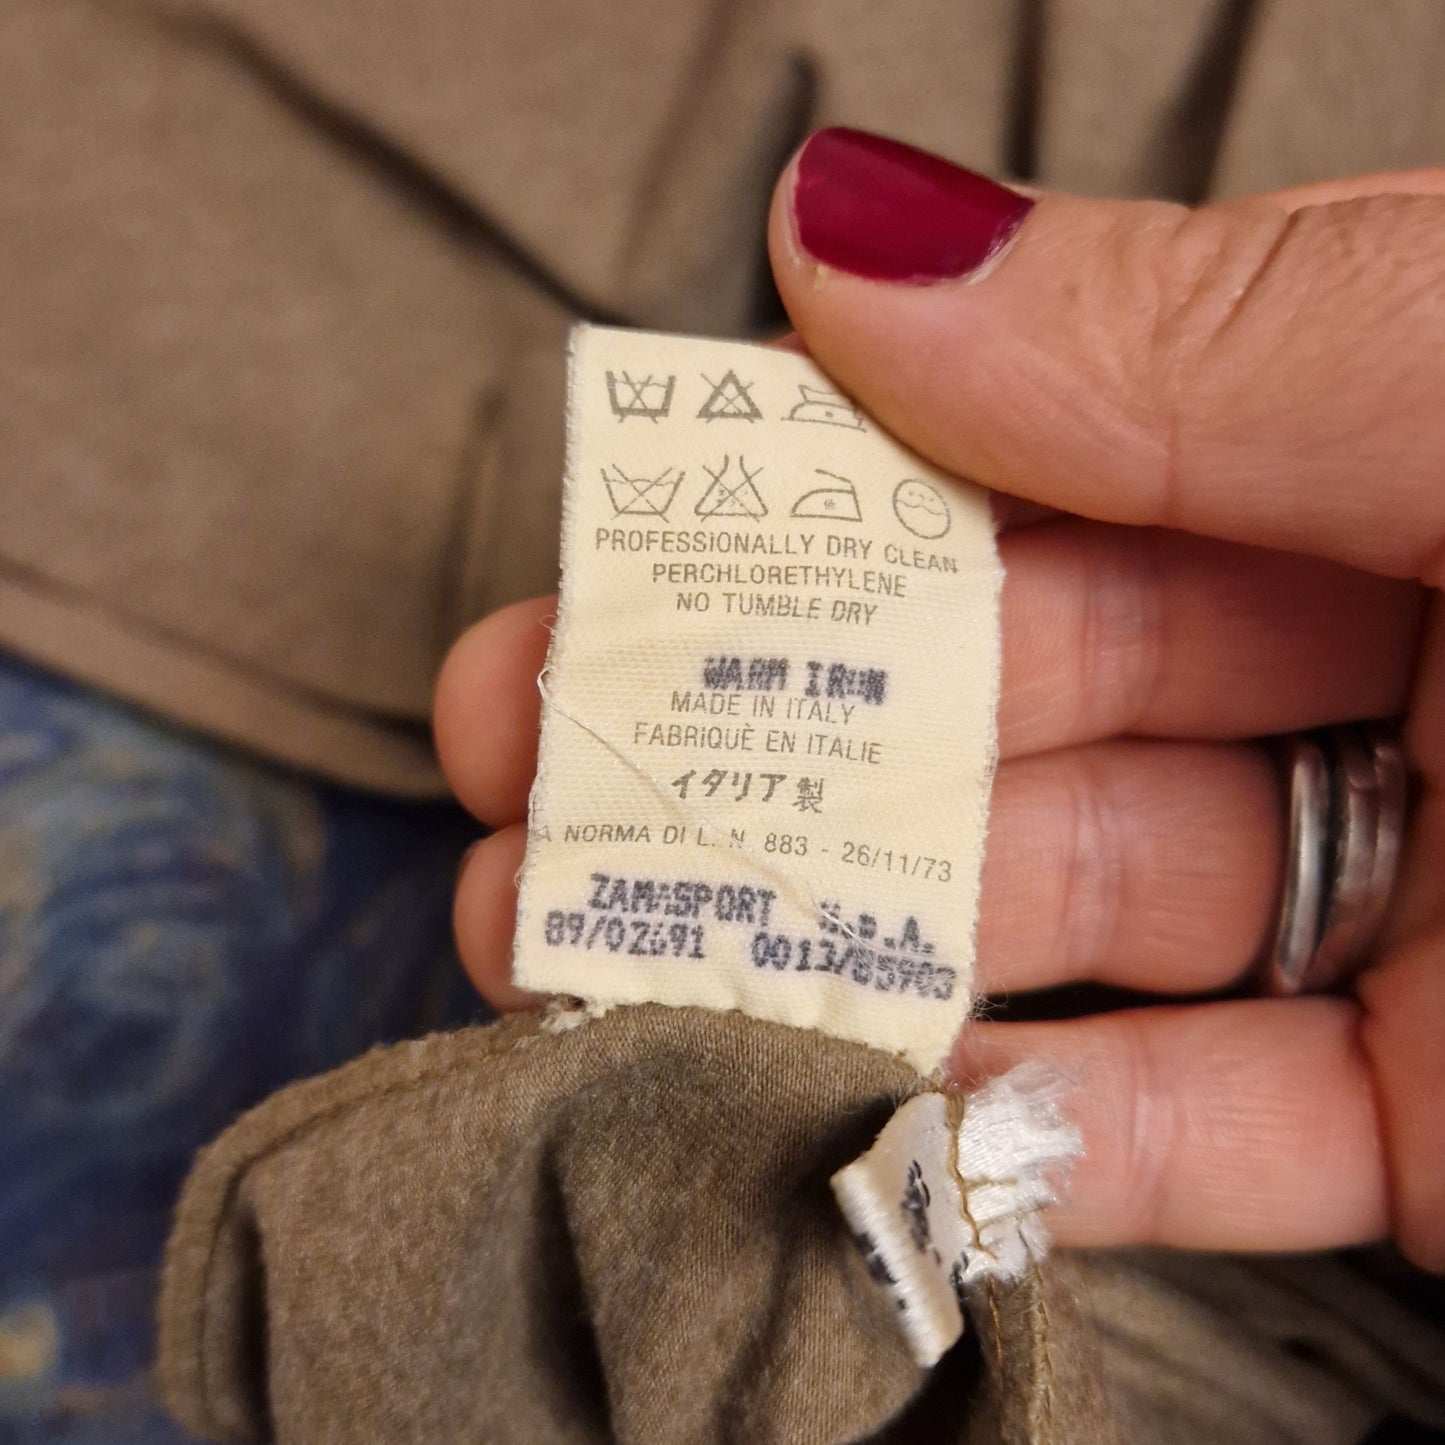 PROFESSIONALLY DRY CLEAN
PERCHLORETHYLENE
NO TUMBLE DRY
WARM IRON
MADE IN ITALY
FABRIQUÈ EN ITALIE
イタリア製
A NORMA DI L. N. 883 - 26/11/73
ZAMASPORT
89/02691 0013/85903